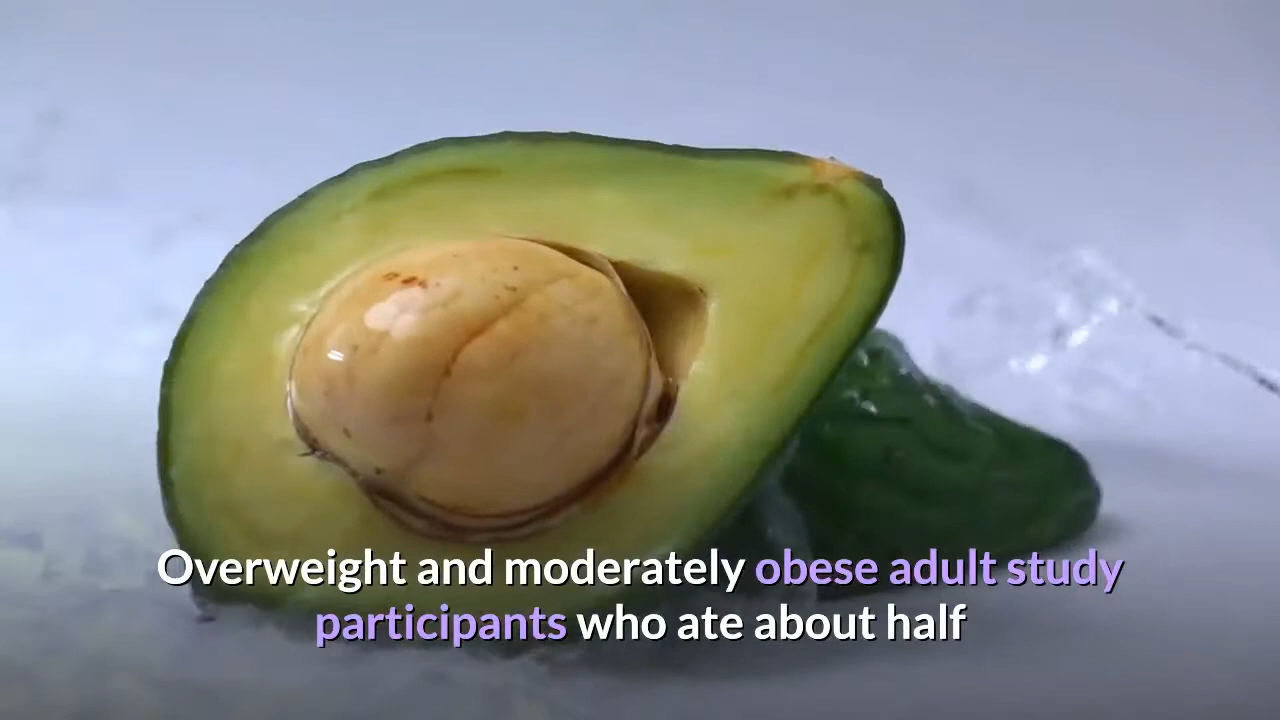 Overweight and moderately obese adult study
participants who ate about half